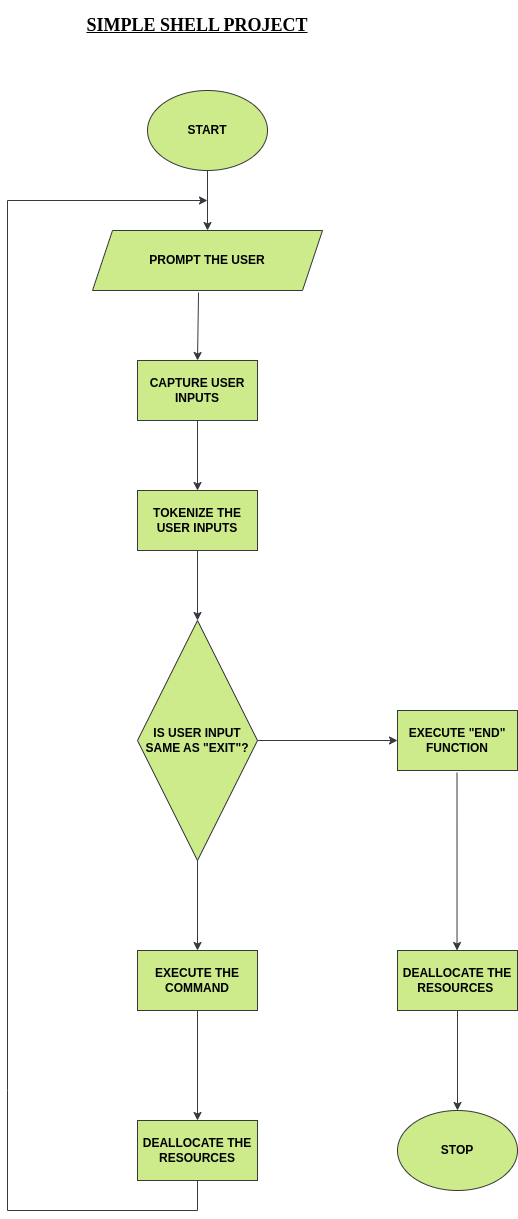 SIMPLE SHELL PROJECT
START
PROMPT THE USER
CAPTURE USER
INPUTS
TOKENIZE THE
USER INPUTS
IS USER INPUT
SAME AS "EXIT"?
EXECUTE "END"
FUNCTION
EXECUTE THE
COMMAND
DEALLOCATE THE
RESOURCES
DEALLOCATE THE
RESOURCES
STOP